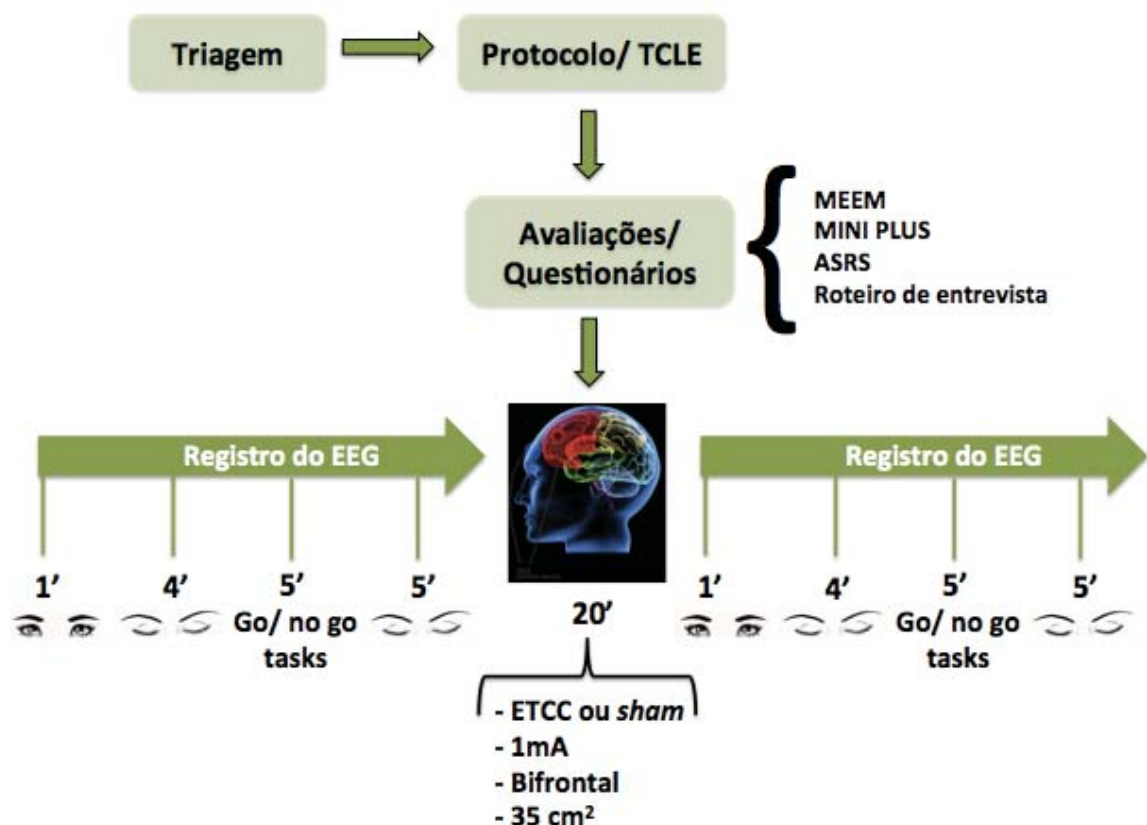 Triagem
Protocolo/ TCLE
Avaliações/
Questionários
MEEM
MINI PLUS
ASRS
Roteiro de entrevista
Registro do EEG
1’
4’
5’
Go/ no go
tasks
5’
20’
- ETCC ou sham
- 1mA
- Bifrontal
- 35 cm²
Registro do EEG
1’
4’
5’
Go/ no go
tasks
5’